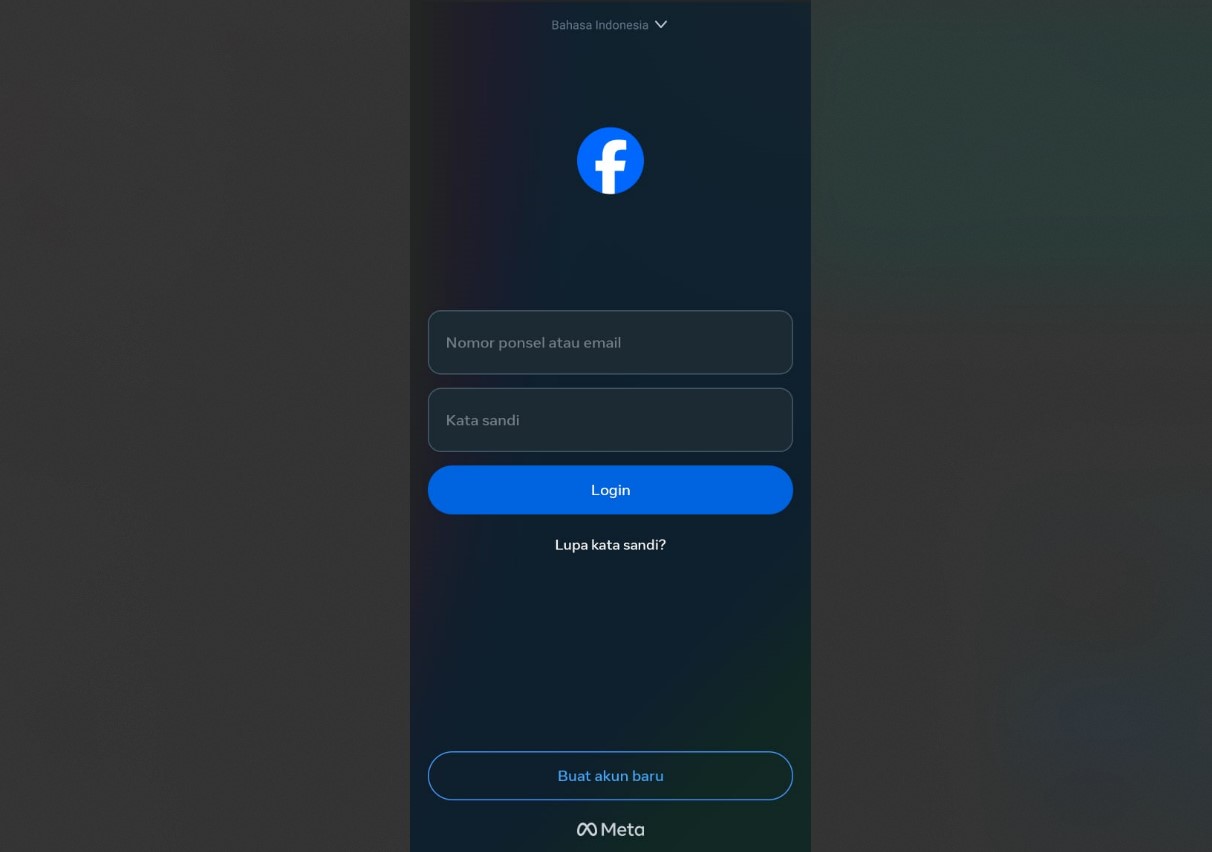 Bahasa Indonesia
Nomor ponsel atau email
Kata sandi
Login
Lupa kata sandi?
Buat akun baru
Meta